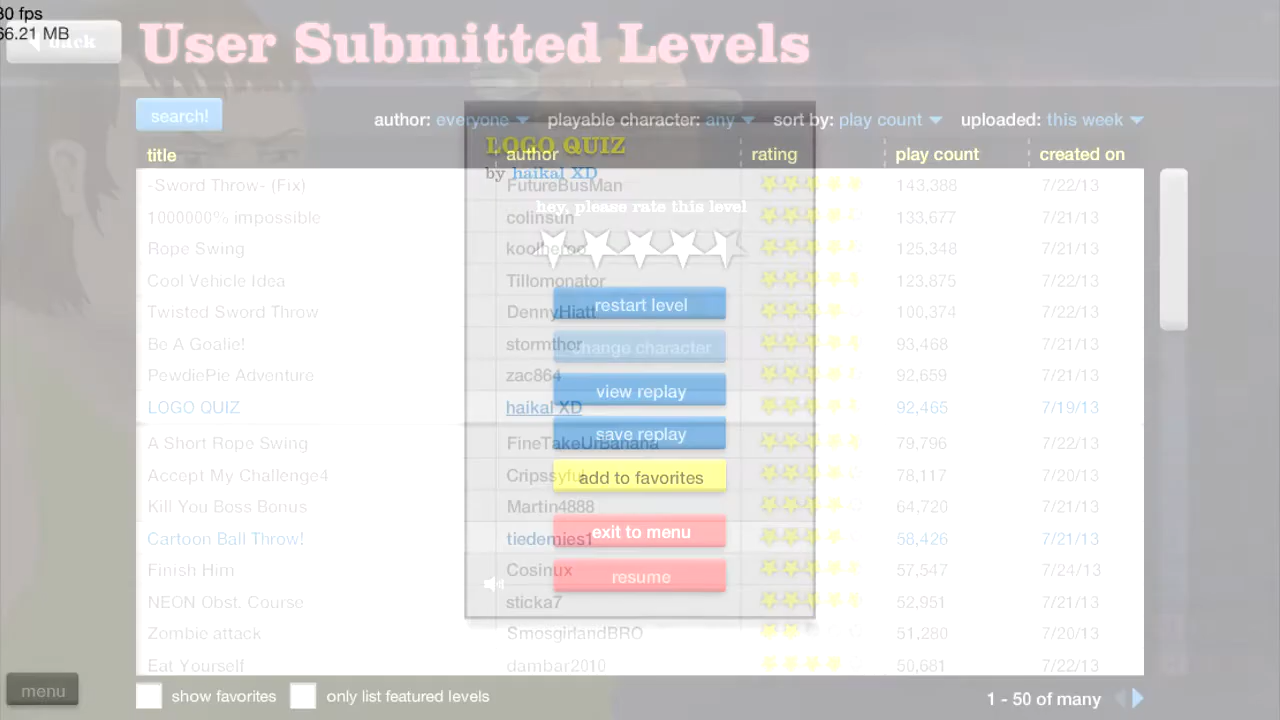 30 fps
66.21 MB
back
User Submitted Levels
search!
author: everyone playable character: any sort by: play count uploaded: this week
title author rating play count created on
LOGO QUIZ
by haikal XD
hey, please rate this level
-Sword Throw- (Fix) FutureBusMan 143,388 7/22/13
1000000% impossible colinsun 133,677 7/21/13
Rope Swing koolheroo 125,348 7/21/13
Cool Vehicle Idea Tillomonator 123,875 7/22/13
restart level
Twisted Sword Throw DennyHiatt 100,374 7/22/13
Be A Goalie! stormthor 93,468 7/21/13
change character
PewdiePie Adventure zac864 92,659 7/21/13
view replay
LOGO QUIZ haikal XD 92,465 7/19/13
save replay
A Short Rope Swing FineTakeUrBanana 79,796 7/22/13
Accept My Challenge4 78,117 7/20/13
add to favorites
Kill You Boss Bonus Martin4888 64,720 7/21/13
exit to menu
Cartoon Ball Throw! tiedemies1 58,426 7/21/13
Finish Him Cosinux 57,547 7/24/13
resume
NEON Obst. Course sticka7 52,951 7/21/13
Zombie attack SmosgirlandBRO 51,280 7/20/13
Eat Yourself dambar2010 50,681 7/22/13
menu
show favorites only list featured levels 1 - 50 of many